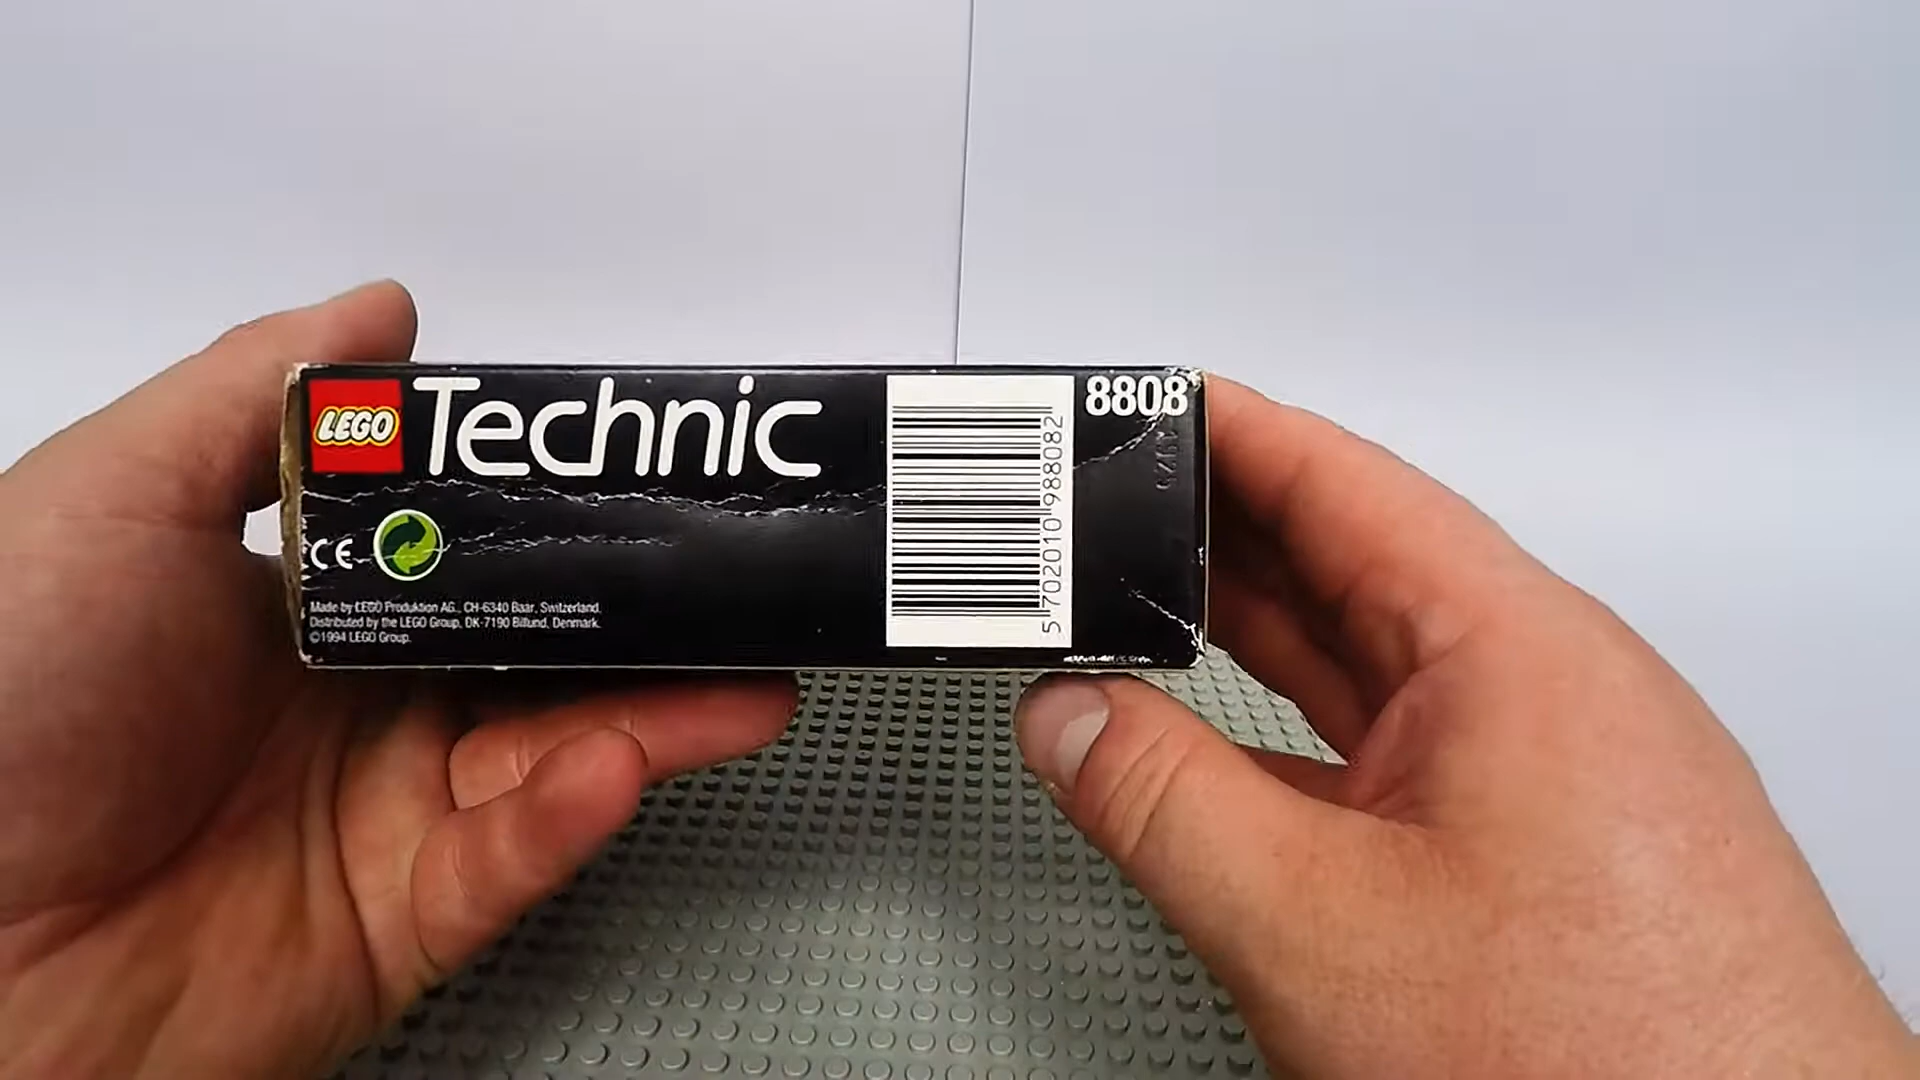 LEGO Technic
8808
5 702010 988082
CE
Made by LEGO Produktion AG., CH-6340 Baar, Switzerland.
Distributed by the LEGO Group, DK-7190 Billund, Denmark.
©1994 LEGO Group.